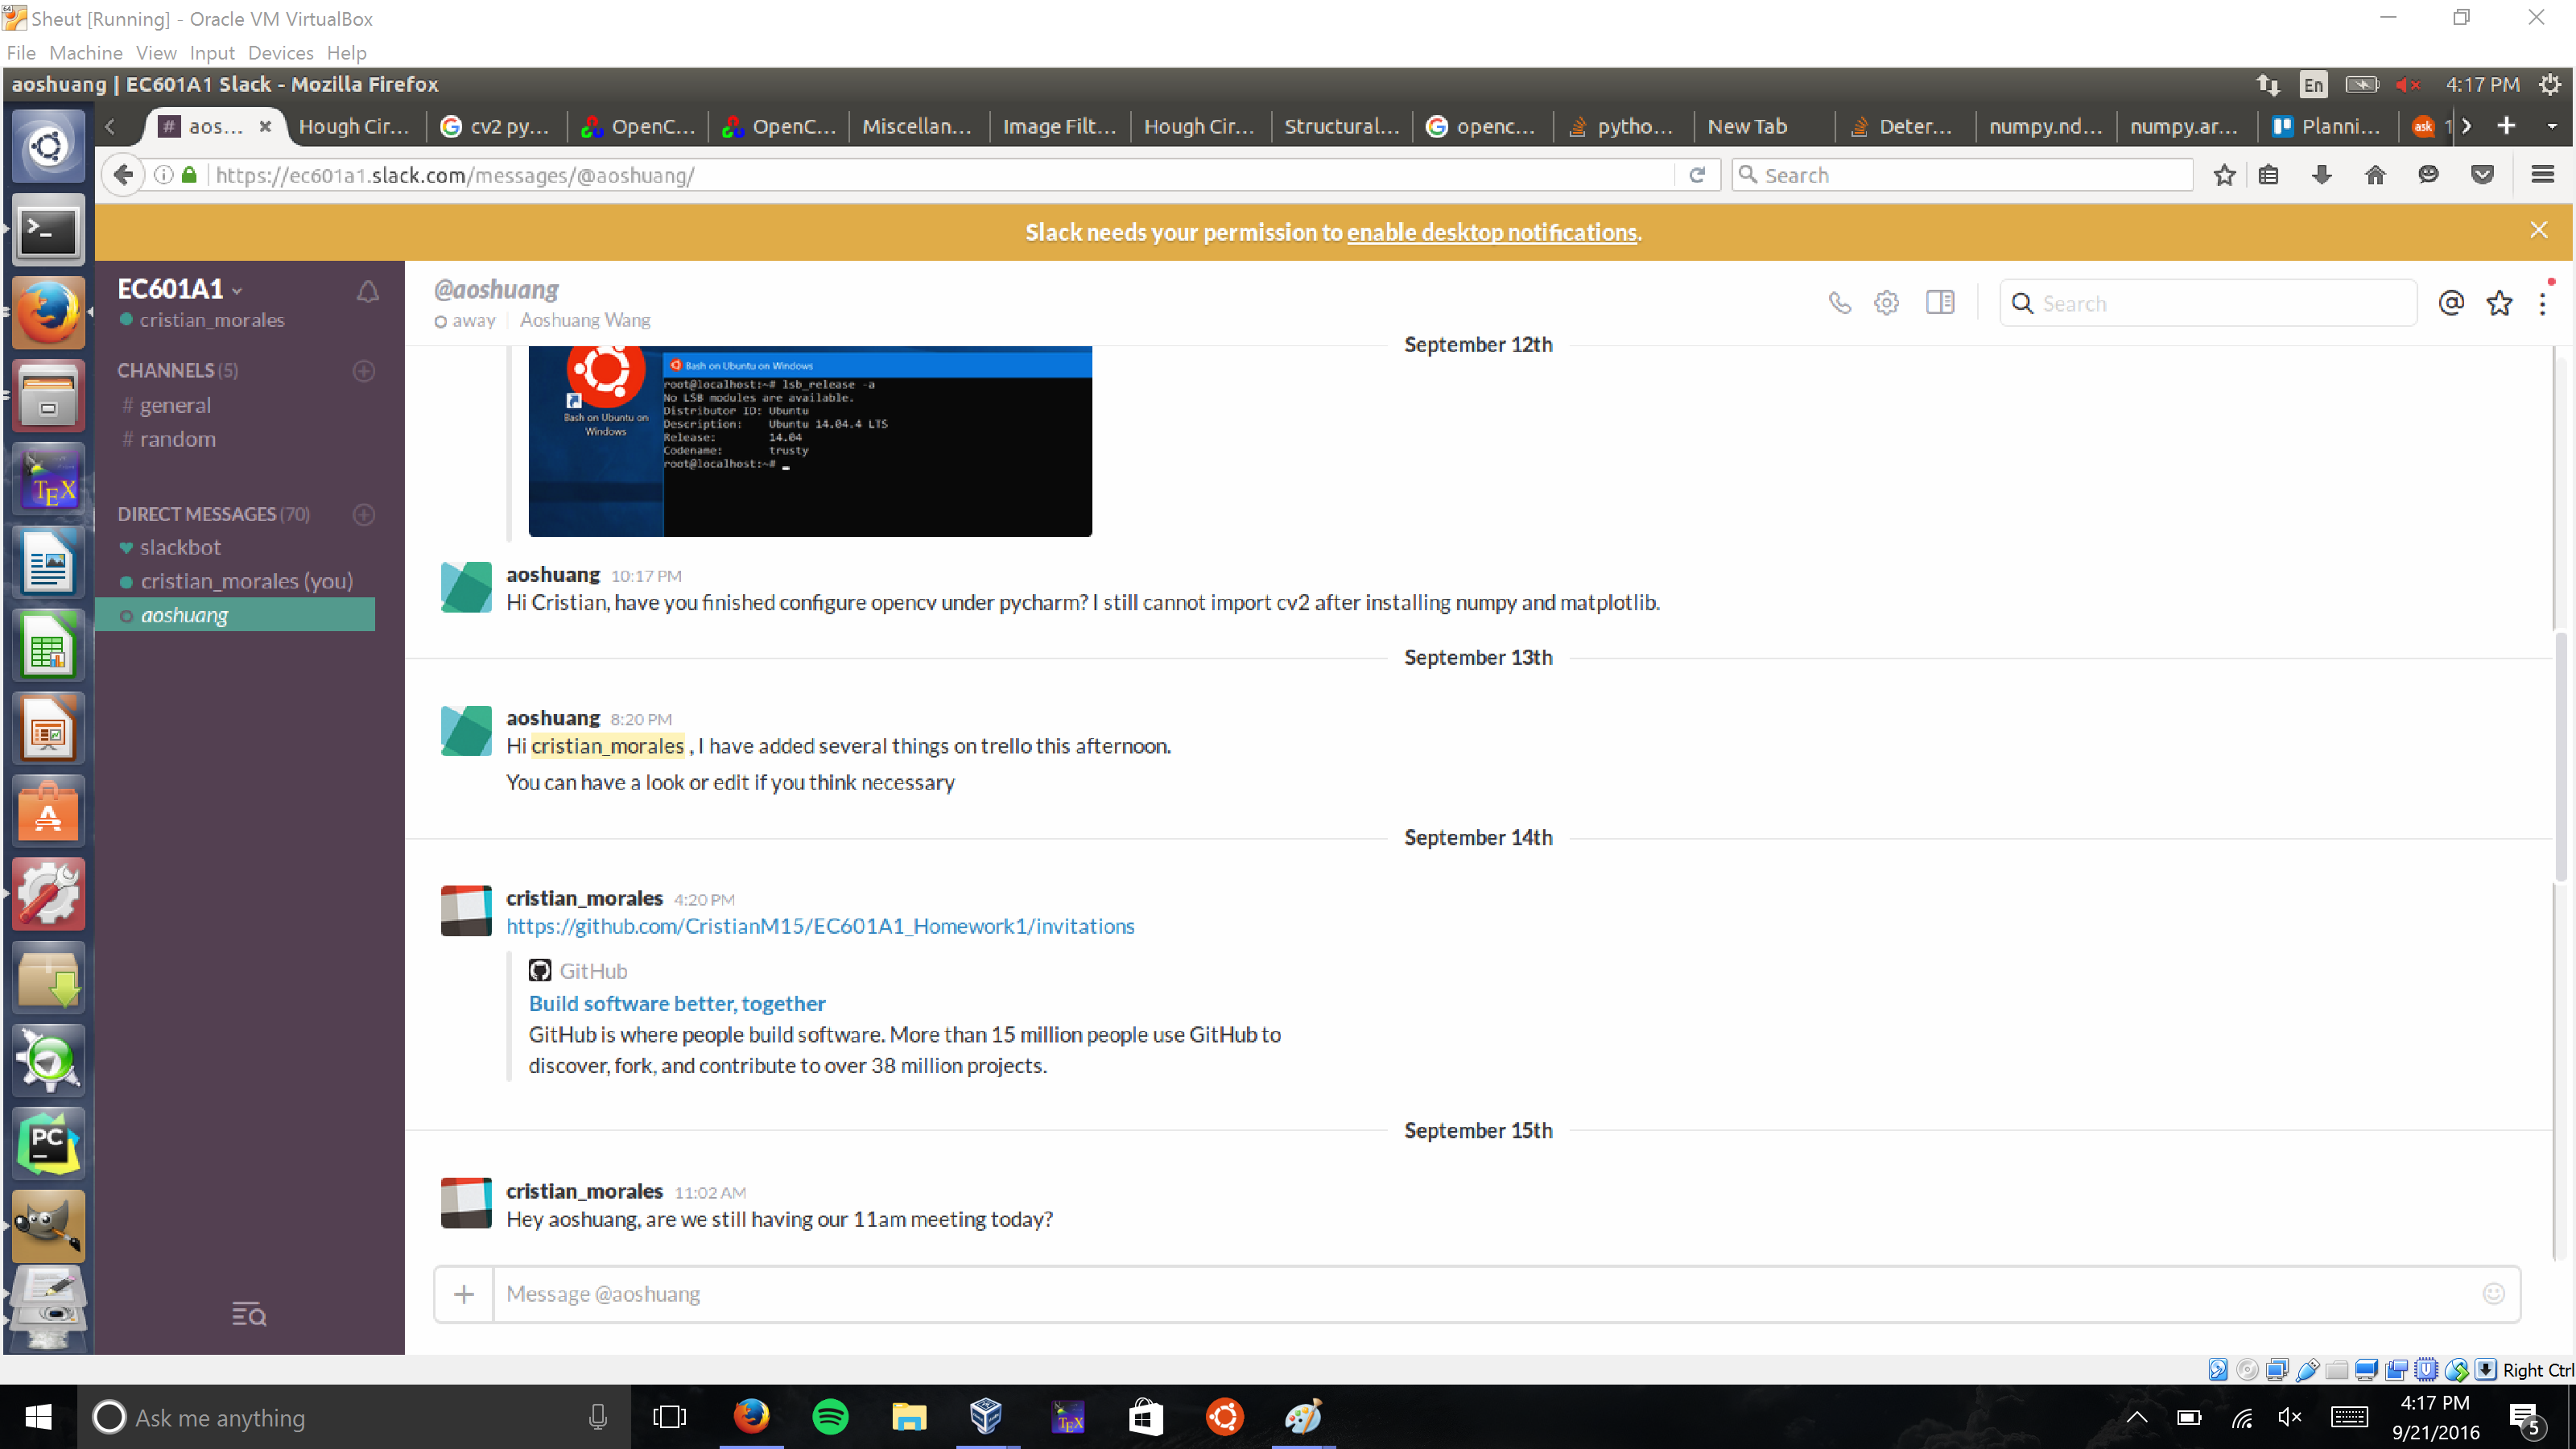 Sheut [Running] - Oracle VM VirtualBox
File Machine View Input Devices Help
aoshuang | EC601A1 Slack - Mozilla Firefox
En
4:17 PM
# aos...
Hough Cir...
cv2 py...
OpenC...
OpenC...
Miscellan...
Image Filt...
Hough Cir...
Structural...
openc...
pytho...
New Tab
Deter...
numpy.nd...
numpy.ar...
Planni...
ask 1
https://ec601a1.slack.com/messages/@aoshuang/
Search
Slack needs your permission to enable desktop notifications.
EC601A1
cristian_morales
CHANNELS (5)
# general
# random
DIRECT MESSAGES (70)
slackbot
cristian_morales (you)
aoshuang
@aoshuang
away | Aoshuang Wang
Search
September 12th
Bash on Ubuntu on Windows
Bash on Ubuntu on Windows
root@localhost:~# lsb_release -a
No LSB modules are available.
Distributor ID: Ubuntu
Description: Ubuntu 14.04.4 LTS
Release: 14.04
Codename: trusty
root@localhost:~# _
aoshuang 10:17 PM
Hi Cristian, have you finished configure opencv under pycharm? I still cannot import cv2 after installing numpy and matplotlib.
September 13th
aoshuang 8:20 PM
Hi cristian_morales , I have added several things on trello this afternoon.
You can have a look or edit if you think necessary
September 14th
cristian_morales 4:20 PM
https://github.com/CristianM15/EC601A1_Homework1/invitations
GitHub
Build software better, together
GitHub is where people build software. More than 15 million people use GitHub to
discover, fork, and contribute to over 38 million projects.
September 15th
cristian_morales 11:02 AM
Hey aoshuang, are we still having our 11am meeting today?
Message @aoshuang
TEX
PC
Right Ctrl
Ask me anything
TEX
4:17 PM
9/21/2016
5